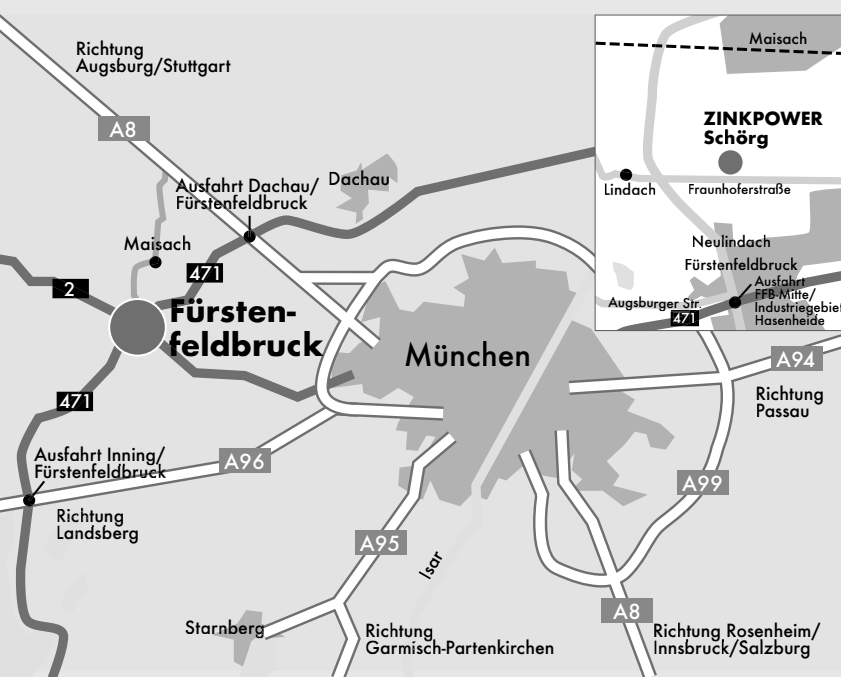 Richtung
Augsburg/Stuttgart
A8
Ausfahrt Dachau/
Fürstenfeldbruck
Dachau
Maisach
471
2
Fürsten-
feldbruck
München
471
Ausfahrt Inning/
Fürstenfeldbruck
A96
Richtung
Landsberg
A95
Isar
Starnberg
Richtung
Garmisch-Partenkirchen
A8
Richtung Rosenheim/
Innsbruck/Salzburg
A99
A94
Richtung
Passau
Maisach
ZINKPOWER
Schörg
Lindach
Fraunhoferstraße
Neulindach
Fürstenfeldbruck
Augsburger Str.
471
Ausfahrt
FFB-Mitte/
Industriegebiet
Hasenheide